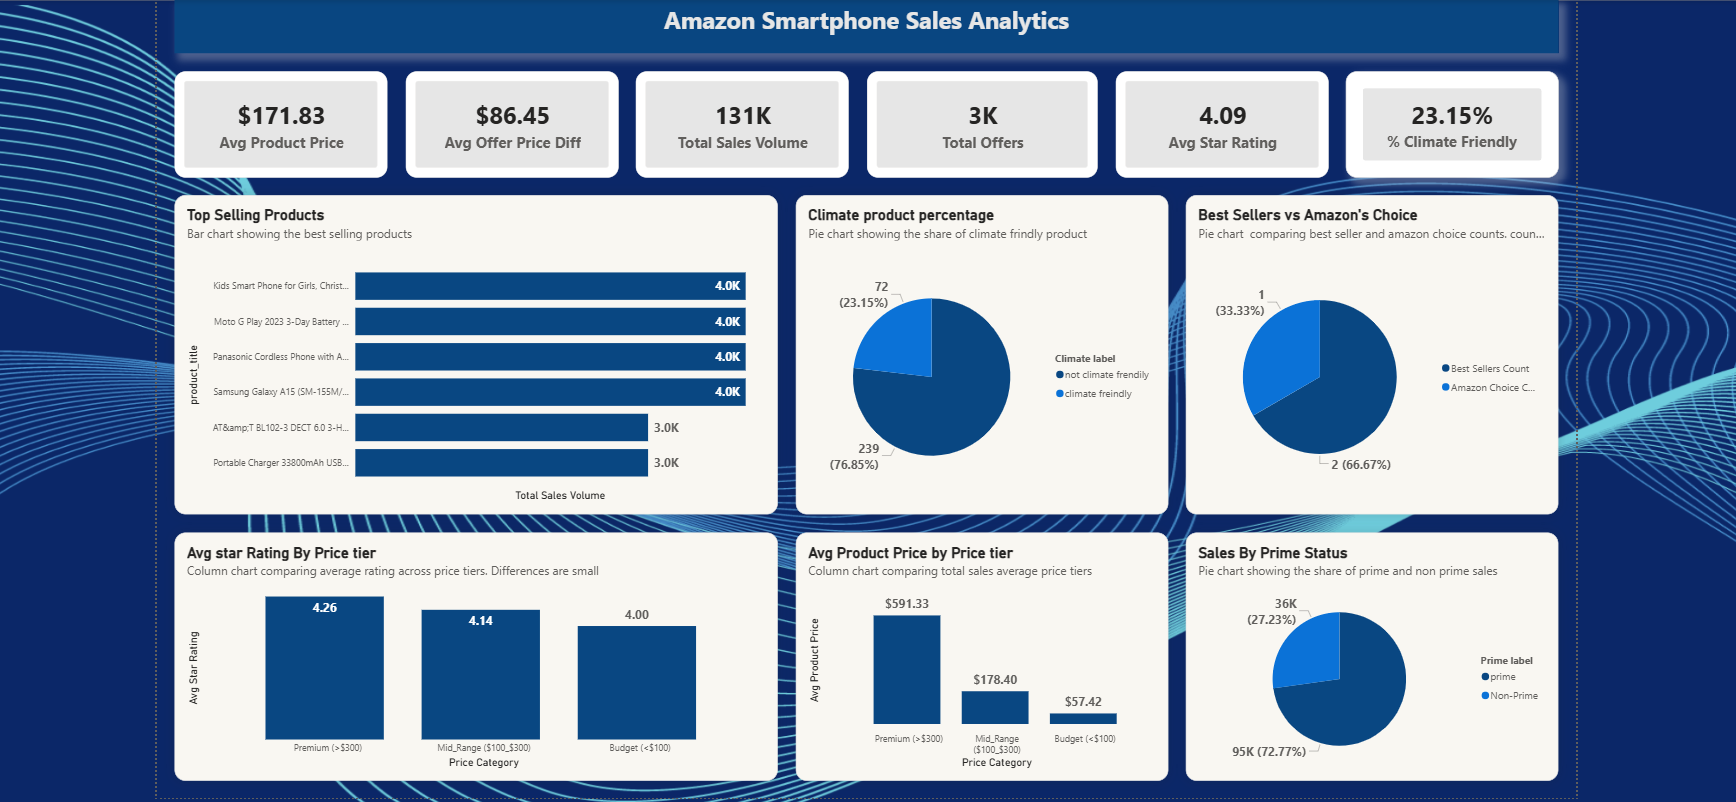 Amazon Smartphone Sales Analytics
$171.83
Avg Product Price
$86.45
Avg Offer Price Diff
131K
Total Sales Volume
3K
Total Offers
4.09
Avg Star Rating
23.15%
% Climate Friendly
Top Selling Products
Bar chart showing the best selling products
product_title
Kids Smart Phone for Girls, Christ...
4.0K
Moto G Play 2023 3-Day Battery ...
4.0K
Panasonic Cordless Phone with A...
4.0K
Samsung Galaxy A15 (SM-155M/...
4.0K
AT&amp;T BL102-3 DECT 6.0 3-H...
3.0K
Portable Charger 33800mAh USB...
3.0K
Total Sales Volume
Climate product percentage
Pie chart showing the share of climate frindly product
72
(23.15%)
239
(76.85%)
Climate label
not climate frendily
climate freindly
Best Sellers vs Amazon's Choice
Pie chart  comparing best seller and amazon choice counts. coun...
1
(33.33%)
2 (66.67%)
Best Sellers Count
Amazon Choice C...
Avg star Rating By Price tier
Column chart comparing average rating across price tiers. Differences are small
Avg Star Rating
4.26
4.14
4.00
Premium (>$300)
Mid_Range ($100_$300)
Budget (<$100)
Price Category
Avg Product Price by Price tier
Column chart comparing total sales average price tiers
Avg Product Price
$591.33
$178.40
$57.42
Premium (>$300)
Mid_Range
($100_$300)
Budget (<$100)
Price Category
Sales By Prime Status
Pie chart showing the share of prime and non prime sales
36K
(27.23%)
95K (72.77%)
Prime label
prime
Non-Prime